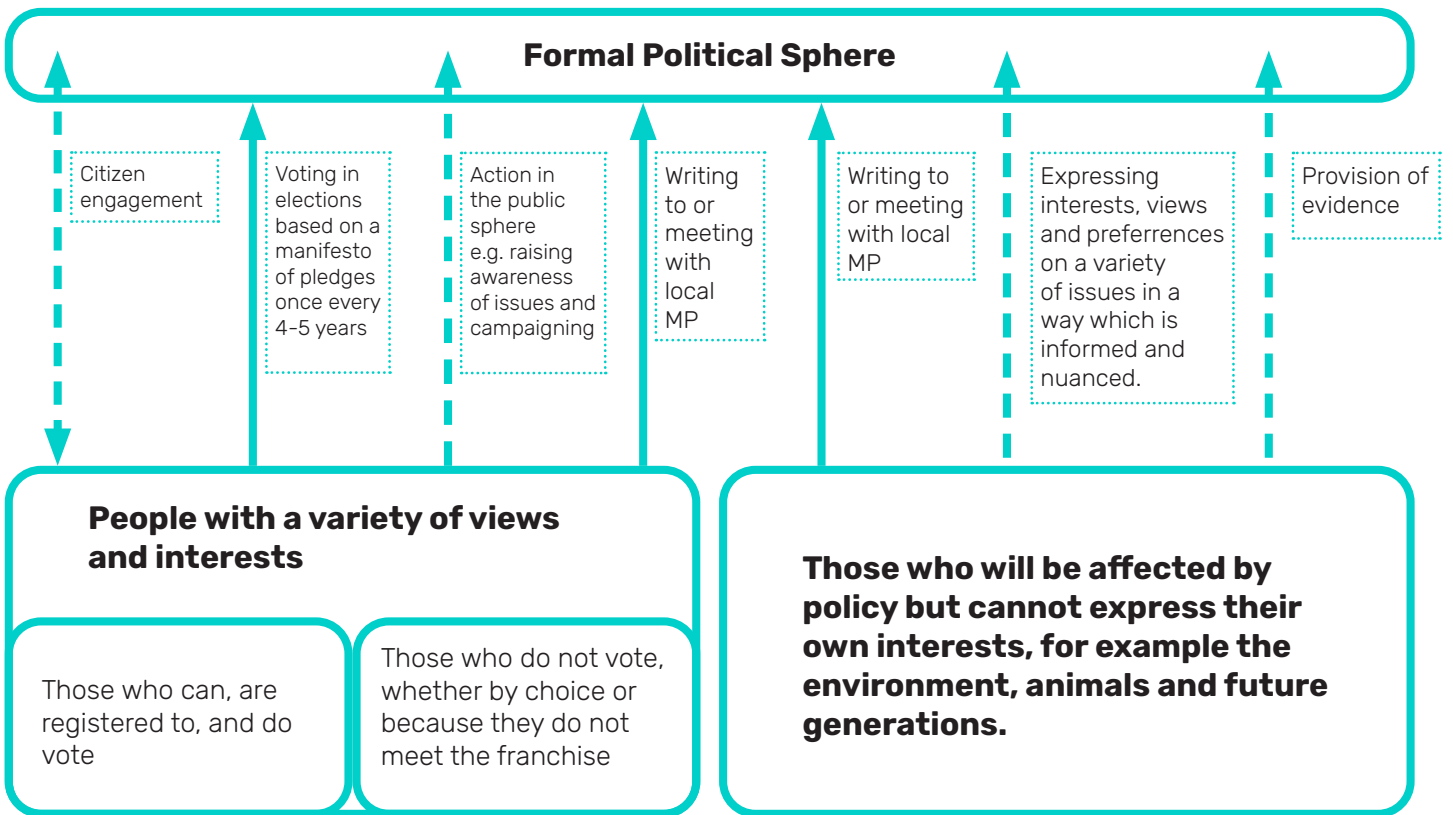 Formal Political Sphere
Citizen
engagement
Voting in
elections
based on a
manifesto
of pledges
once every
4-5 years
Action in
the public
sphere
e.g. raising
awareness
of issues and
campaigning
Writing
to or
meeting
with
local
MP
Writing to
or meeting
with local
MP
Expressing
interests, views
and preferrences
on a variety
of issues in a
way which is
informed and
nuanced.
Provision of
evidence
People with a variety of views
and interests
Those who can, are
registered to, and do
vote
Those who do not vote,
whether by choice or
because they do not
meet the franchise
Those who will be affected by
policy but cannot express their
own interests, for example the
environment, animals and future
generations.